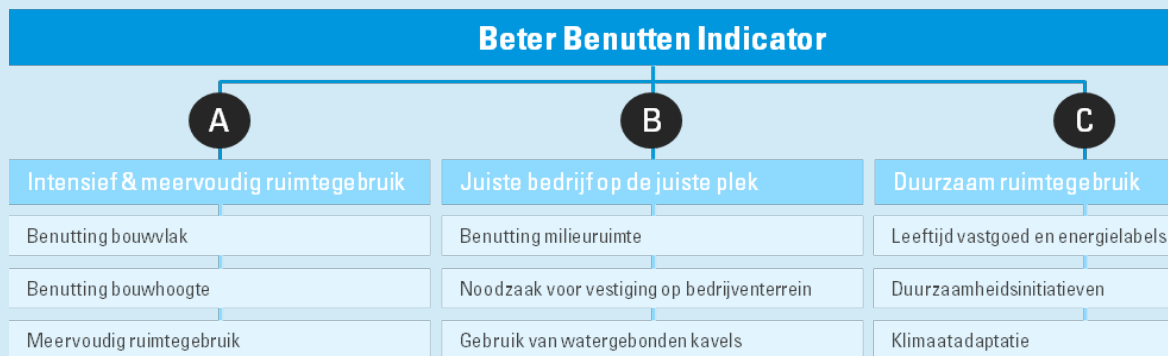 Beter Benutten Indicator
A
B
C
Intensief & meervoudig ruimtegebruik
Juiste bedrijf op de juiste plek
Duurzaam ruimtegebruik
Benutting bouwvlak
Benutting milieuruimte
Leeftijd vastgoed en energielabels
Benutting bouwhoogte
Noodzaak voor vestiging op bedrijventerrein
Duurzaamheidsinitiatieven
Meervoudig ruimtegebruik
Gebruik van watergebonden kavels
Klimaatadaptatie